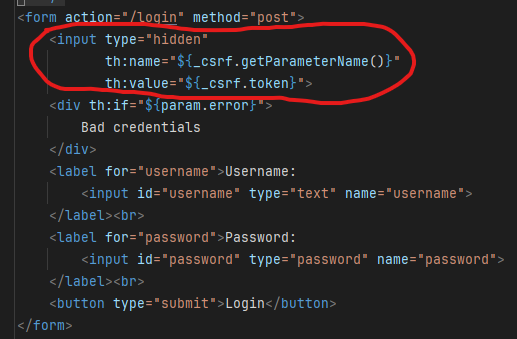 <form action="/login" method="post">
<input type="hidden"
th:name="${_csrf.getParameterName()}"
th:value="${_csrf.token}">
<div th:if="${param.error}">
Bad credentials
</div>
<label for="username">Username:
<input id="username" type="text" name="username">
</label><br>
<label for="password">Password:
<input id="password" type="password" name="password">
</label><br>
<button type="submit">Login</button>
</form>